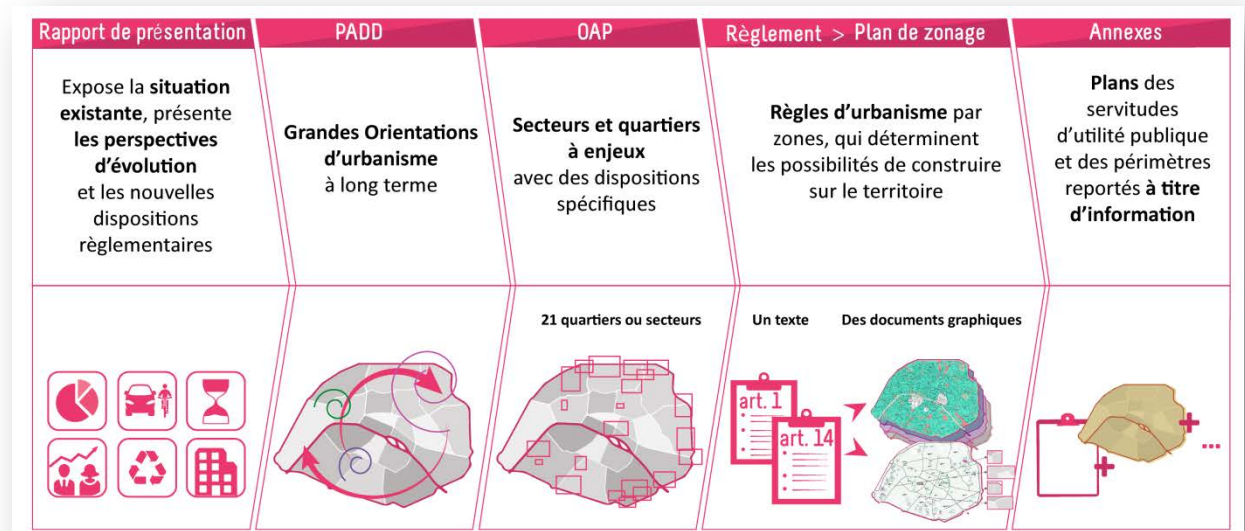 Rapport de présentation
PADD
OAP
Règlement > Plan de zonage
Annexes
Expose la situation
existante, présente
les perspectives
d'évolution
et les nouvelles
dispositions
règlementaires
Grandes Orientations
d'urbanisme
à long terme
Secteurs et quartiers
à enjeux
avec des dispositions
spécifiques
Règles d'urbanisme par
zones, qui déterminent
les possibilités de construire
sur le territoire
Plans des
servitudes
d'utilité publique
et des périmètres
reportés à titre
d'information
21 quartiers ou secteurs
Un texte
Des documents graphiques
art. 1
art. 14
...